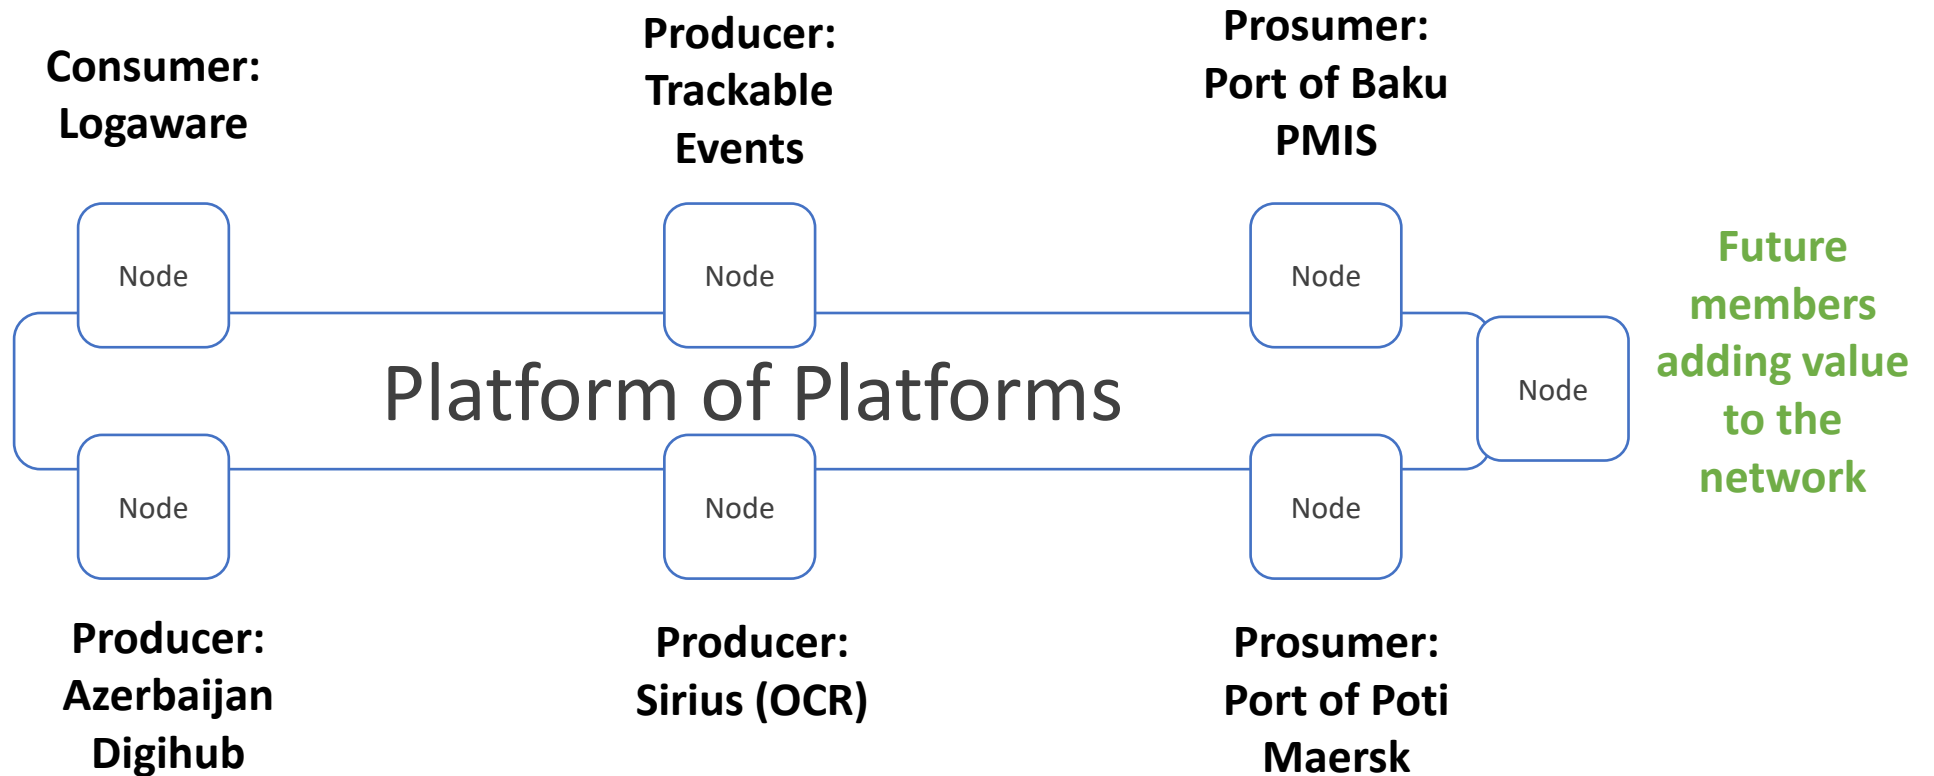 Consumer:
Logaware
Producer:
Trackable
Events
Prosumer:
Port of Baku
PMIS
Node
Node
Node
Future
members
adding value
to the
network
Platform of Platforms
Node
Node
Node
Node
Producer:
Azerbaijan
Digihub
Producer:
Sirius (OCR)
Prosumer:
Port of Poti
Maersk